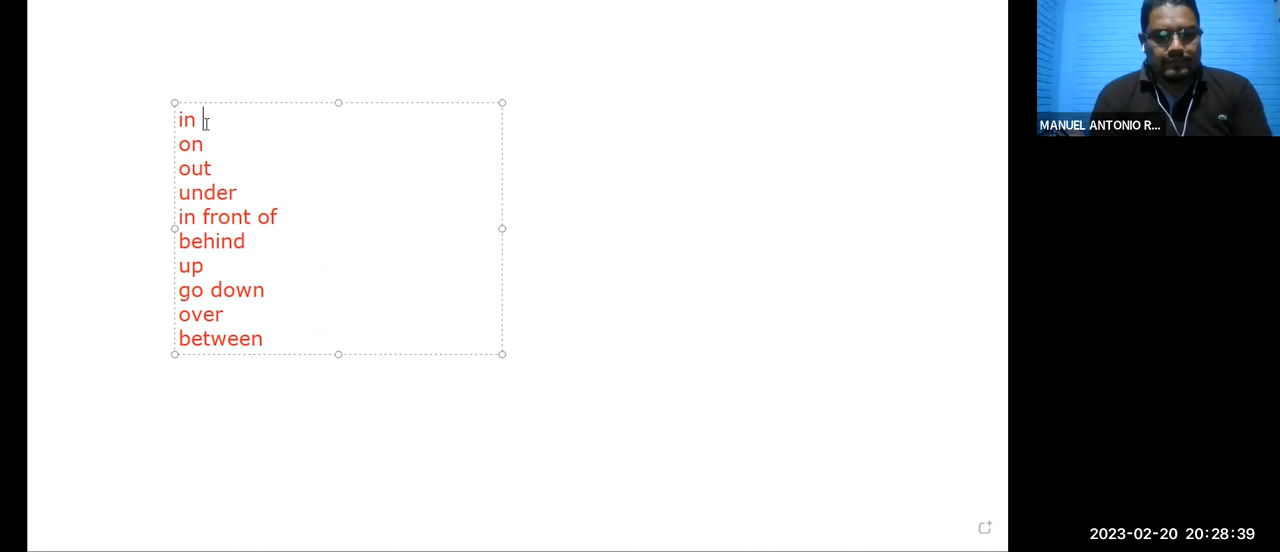 in
on
out
under
in front of
behind
up
go down
over
between
MANUEL ANTONIO R...
2023-02-20 20:28:39